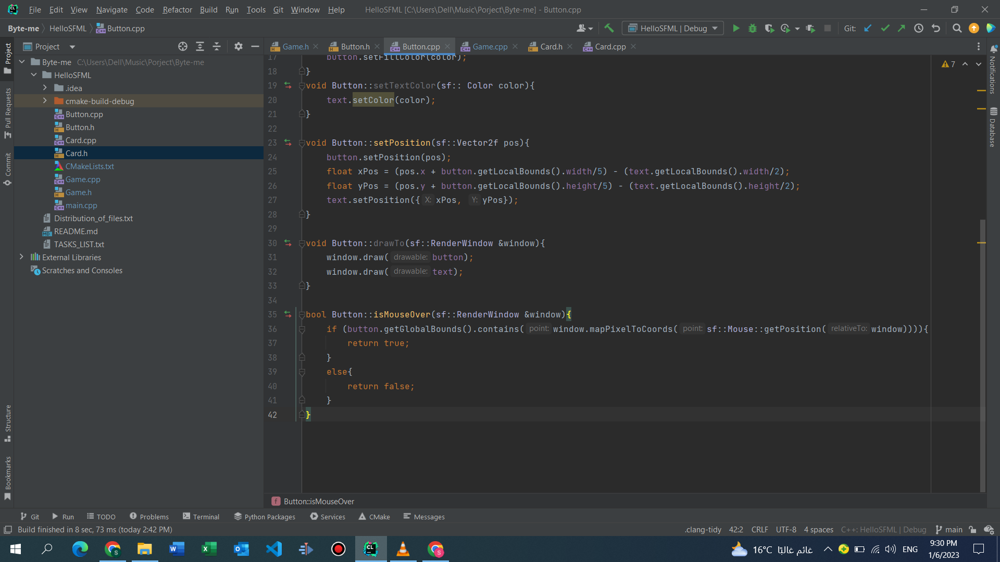 File Edit View Navigate Code Refactor Build Run Tools Git Window Help HelloSFML [C:\Users\Dell\Music\Porject\Byte-me] - Button.cpp
Byte-me HelloSFML Button.cpp HelloSFML | Debug Git:
Project Game.h Button.h Button.cpp Game.cpp Card.h Card.cpp
Project
Pull Requests
Commit
Structure
Bookmarks
Byte-me C:\Users\Dell\Music\Porject\Byte-me
HelloSFML
.idea
cmake-build-debug
Button.cpp
Button.h
Card.cpp
Card.h
CMakeLists.txt
Game.cpp
Game.h
main.cpp
Distribution_of_files.txt
README.md
TASKS_LIST.txt
External Libraries
Scratches and Consoles
17 button.setFillColor(color);
18 }
19 void Button::setTextColor(sf:: Color color){
20 text.setColor(color);
21 }
22
23 void Button::setPosition(sf::Vector2f pos){
24 button.setPosition(pos);
25 float xPos = (pos.x + button.getLocalBounds().width/5) - (text.getLocalBounds().width/2);
26 float yPos = (pos.y + button.getLocalBounds().height/5) - (text.getLocalBounds().height/2);
27 text.setPosition({ X: xPos, Y: yPos});
28 }
29
30 void Button::drawTo(sf::RenderWindow &window){
31 window.draw( drawable: button);
32 window.draw( drawable: text);
33 }
34
35 bool Button::isMouseOver(sf::RenderWindow &window){
36 if (button.getGlobalBounds().contains( point: window.mapPixelToCoords( point: sf::Mouse::getPosition( relativeTo: window)))){
37 return true;
38 }
39 else{
40 return false;
41 }
42 }
7
Notifications
Database
f Button::isMouseOver
Git Run TODO Problems Terminal Python Packages Services CMake Messages
Build finished in 8 sec, 73 ms (today 2:42 PM) .clang-tidy 42:2 CRLF UTF-8 4 spaces C++: HelloSFML | Debug main
16°C غائم غالبًا ENG 9:30 PM
1/6/2023